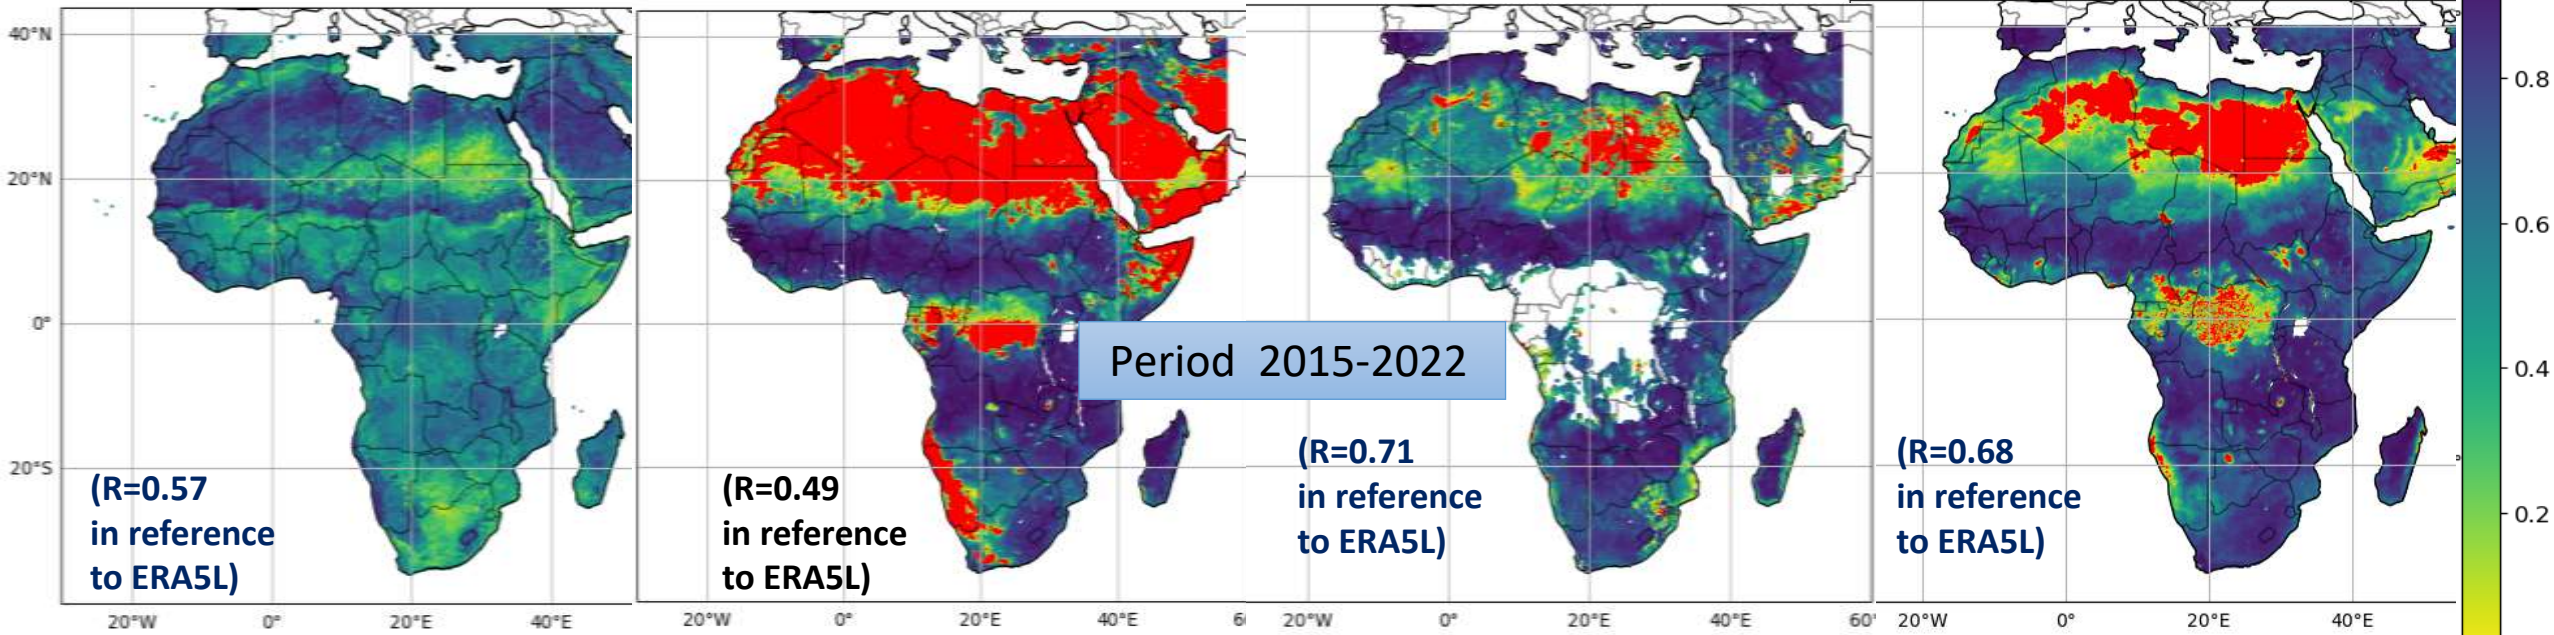 40°N
20°N
0°
20°S
Period 2015-2022
(R=0.57
in reference
to ERA5L)
(R=0.49
in reference
to ERA5L)
(R=0.71
in reference
to ERA5L)
(R=0.68
in reference
to ERA5L)
20°W 0° 20°E 40°E
20°W 0° 20°E 40°E 6
20°W 0° 20°E 40°E 60°
20°W 0° 20°E 40°E
0.8
0.6
0.4
0.2